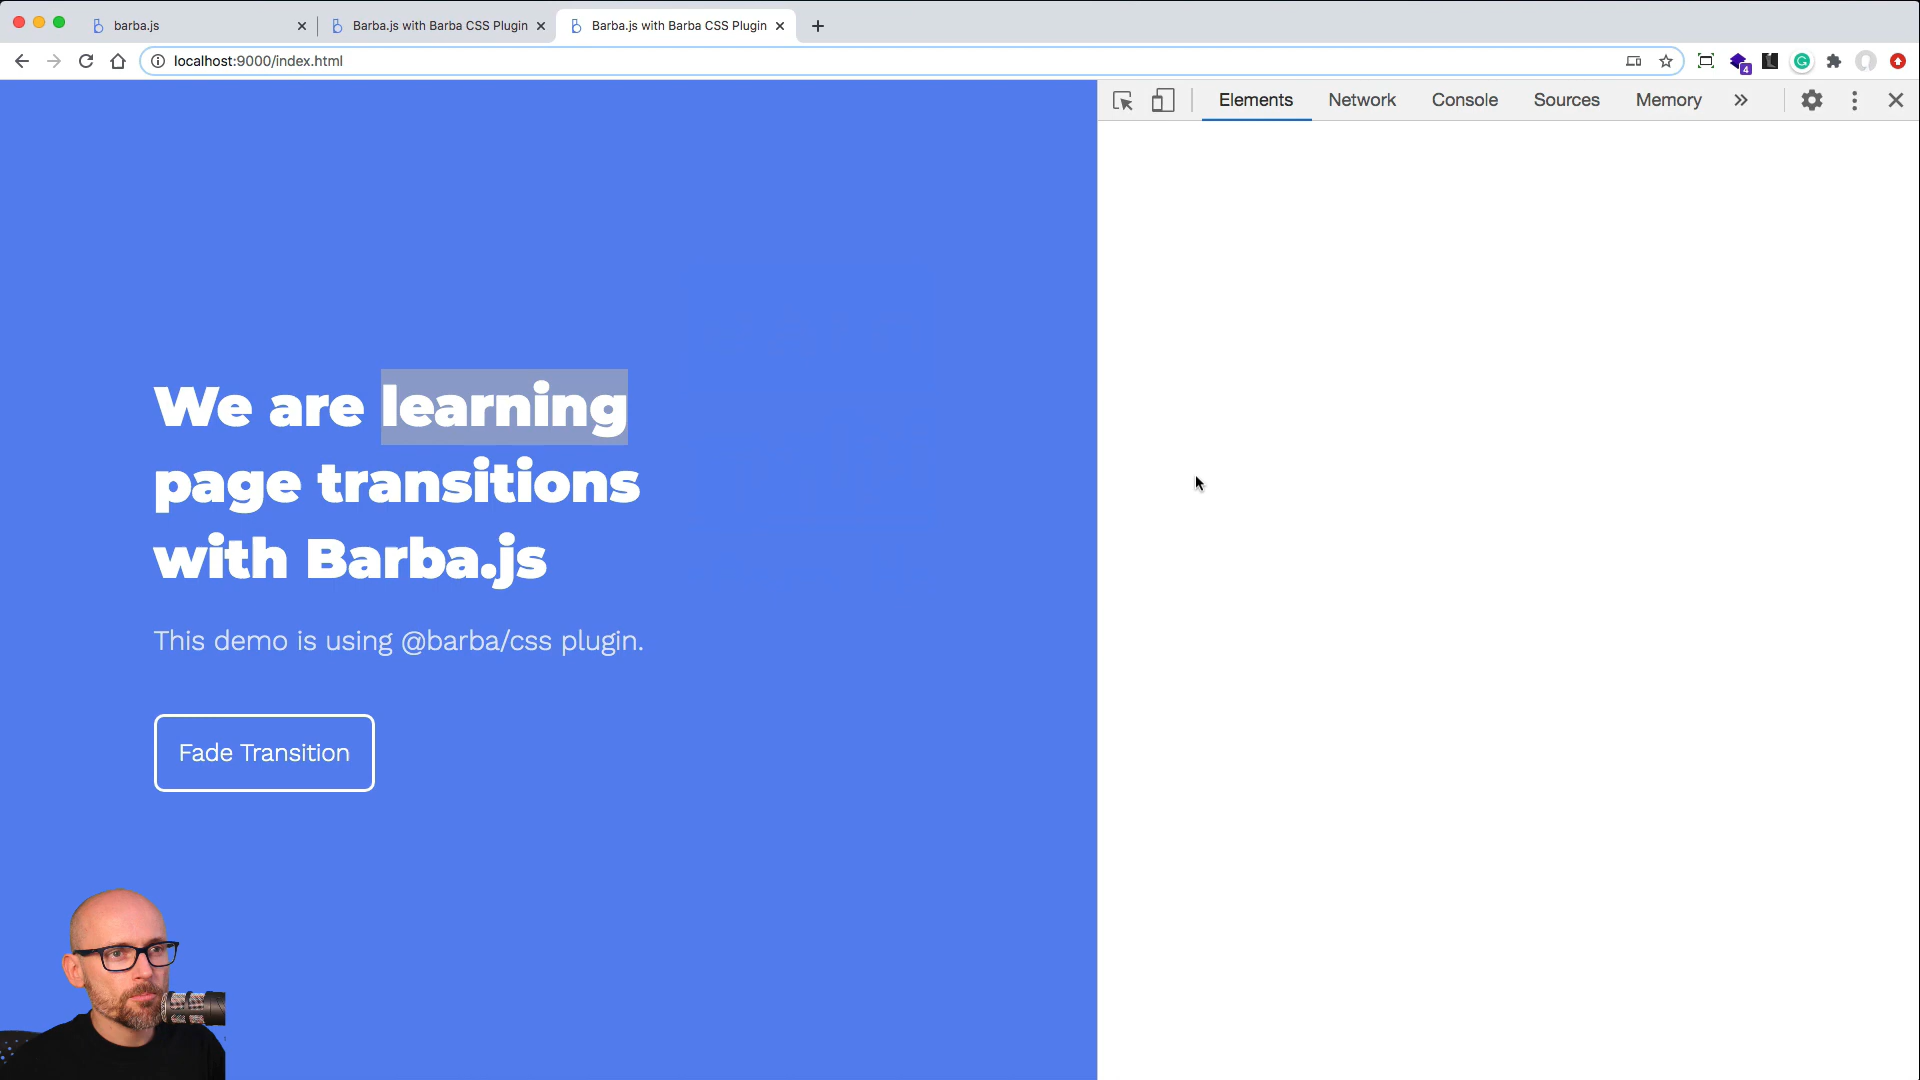 barba.js
Barba.js with Barba CSS Plugin
Barba.js with Barba CSS Plugin
localhost:9000/index.html
4
Elements
Network
Console
Sources
Memory
We are learning
page transitions
with Barba.js
This demo is using @barba/css plugin.
Fade Transition